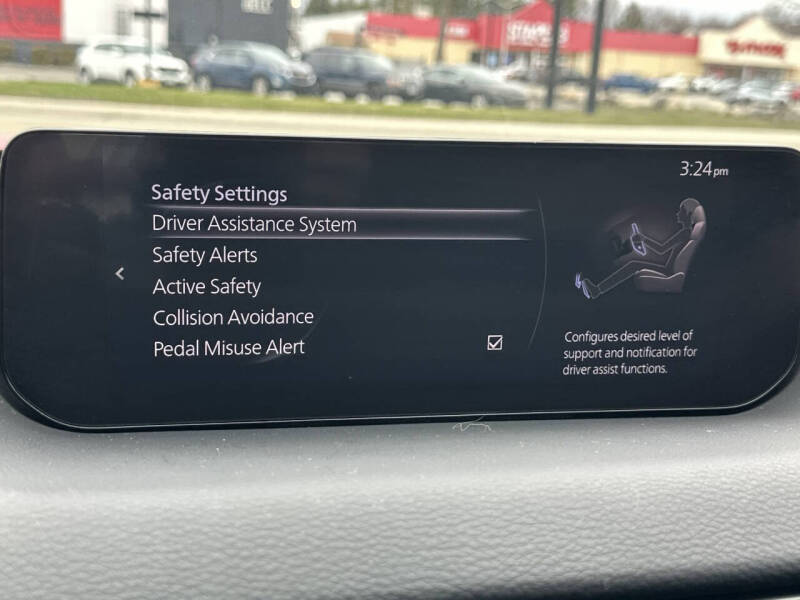 3:24pm
Safety Settings
Driver Assistance System
Safety Alerts
Active Safety
Collision Avoidance
Pedal Misuse Alert
Configures desired level of
support and notification for
driver assist functions.